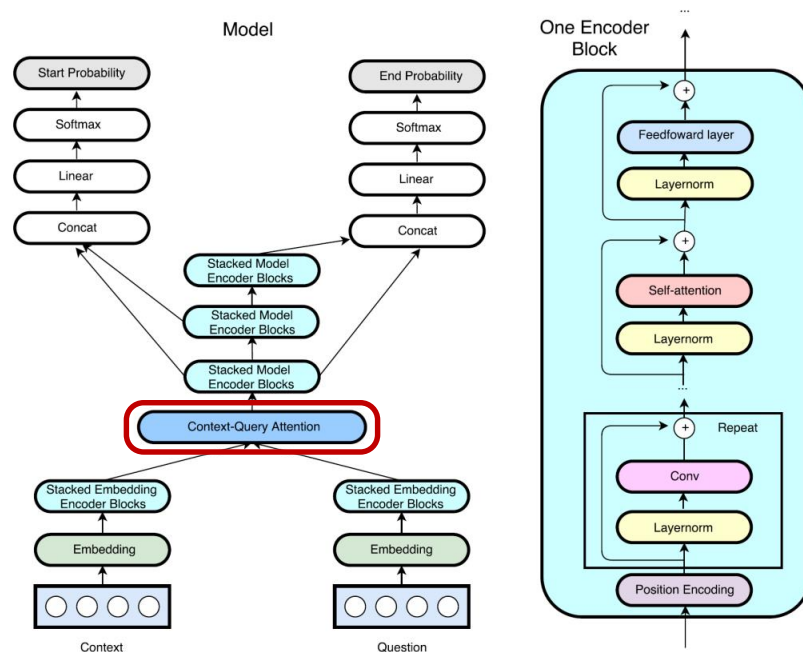 Model
Start Probability
Softmax
Linear
Concat
End Probability
Softmax
Linear
Concat
Stacked Model
Encoder Blocks
Stacked Model
Encoder Blocks
Stacked Model
Encoder Blocks
Context-Query Attention
Stacked Embedding
Encoder Blocks
Stacked Embedding
Encoder Blocks
Embedding
Embedding
Context
Question
One Encoder
Block
...
+
Feedfoward layer
Layernorm
+
Self-attention
Layernorm
...
+
Repeat
Conv
Layernorm
Position Encoding
...